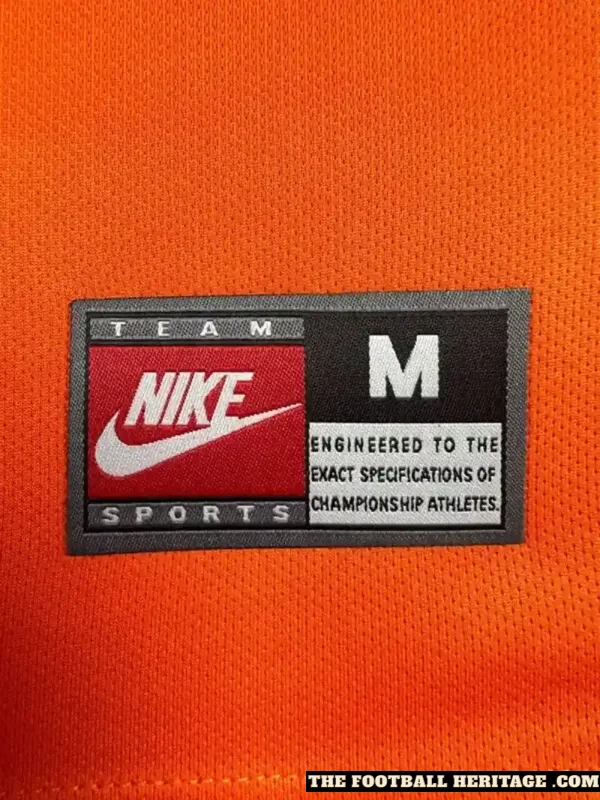 TEAM
NIKE
SPORTS
M
ENGINEERED TO THE
EXACT SPECIFICATIONS OF
CHAMPIONSHIP ATHLETES.
THE FOOTBALL HERITAGE .COM